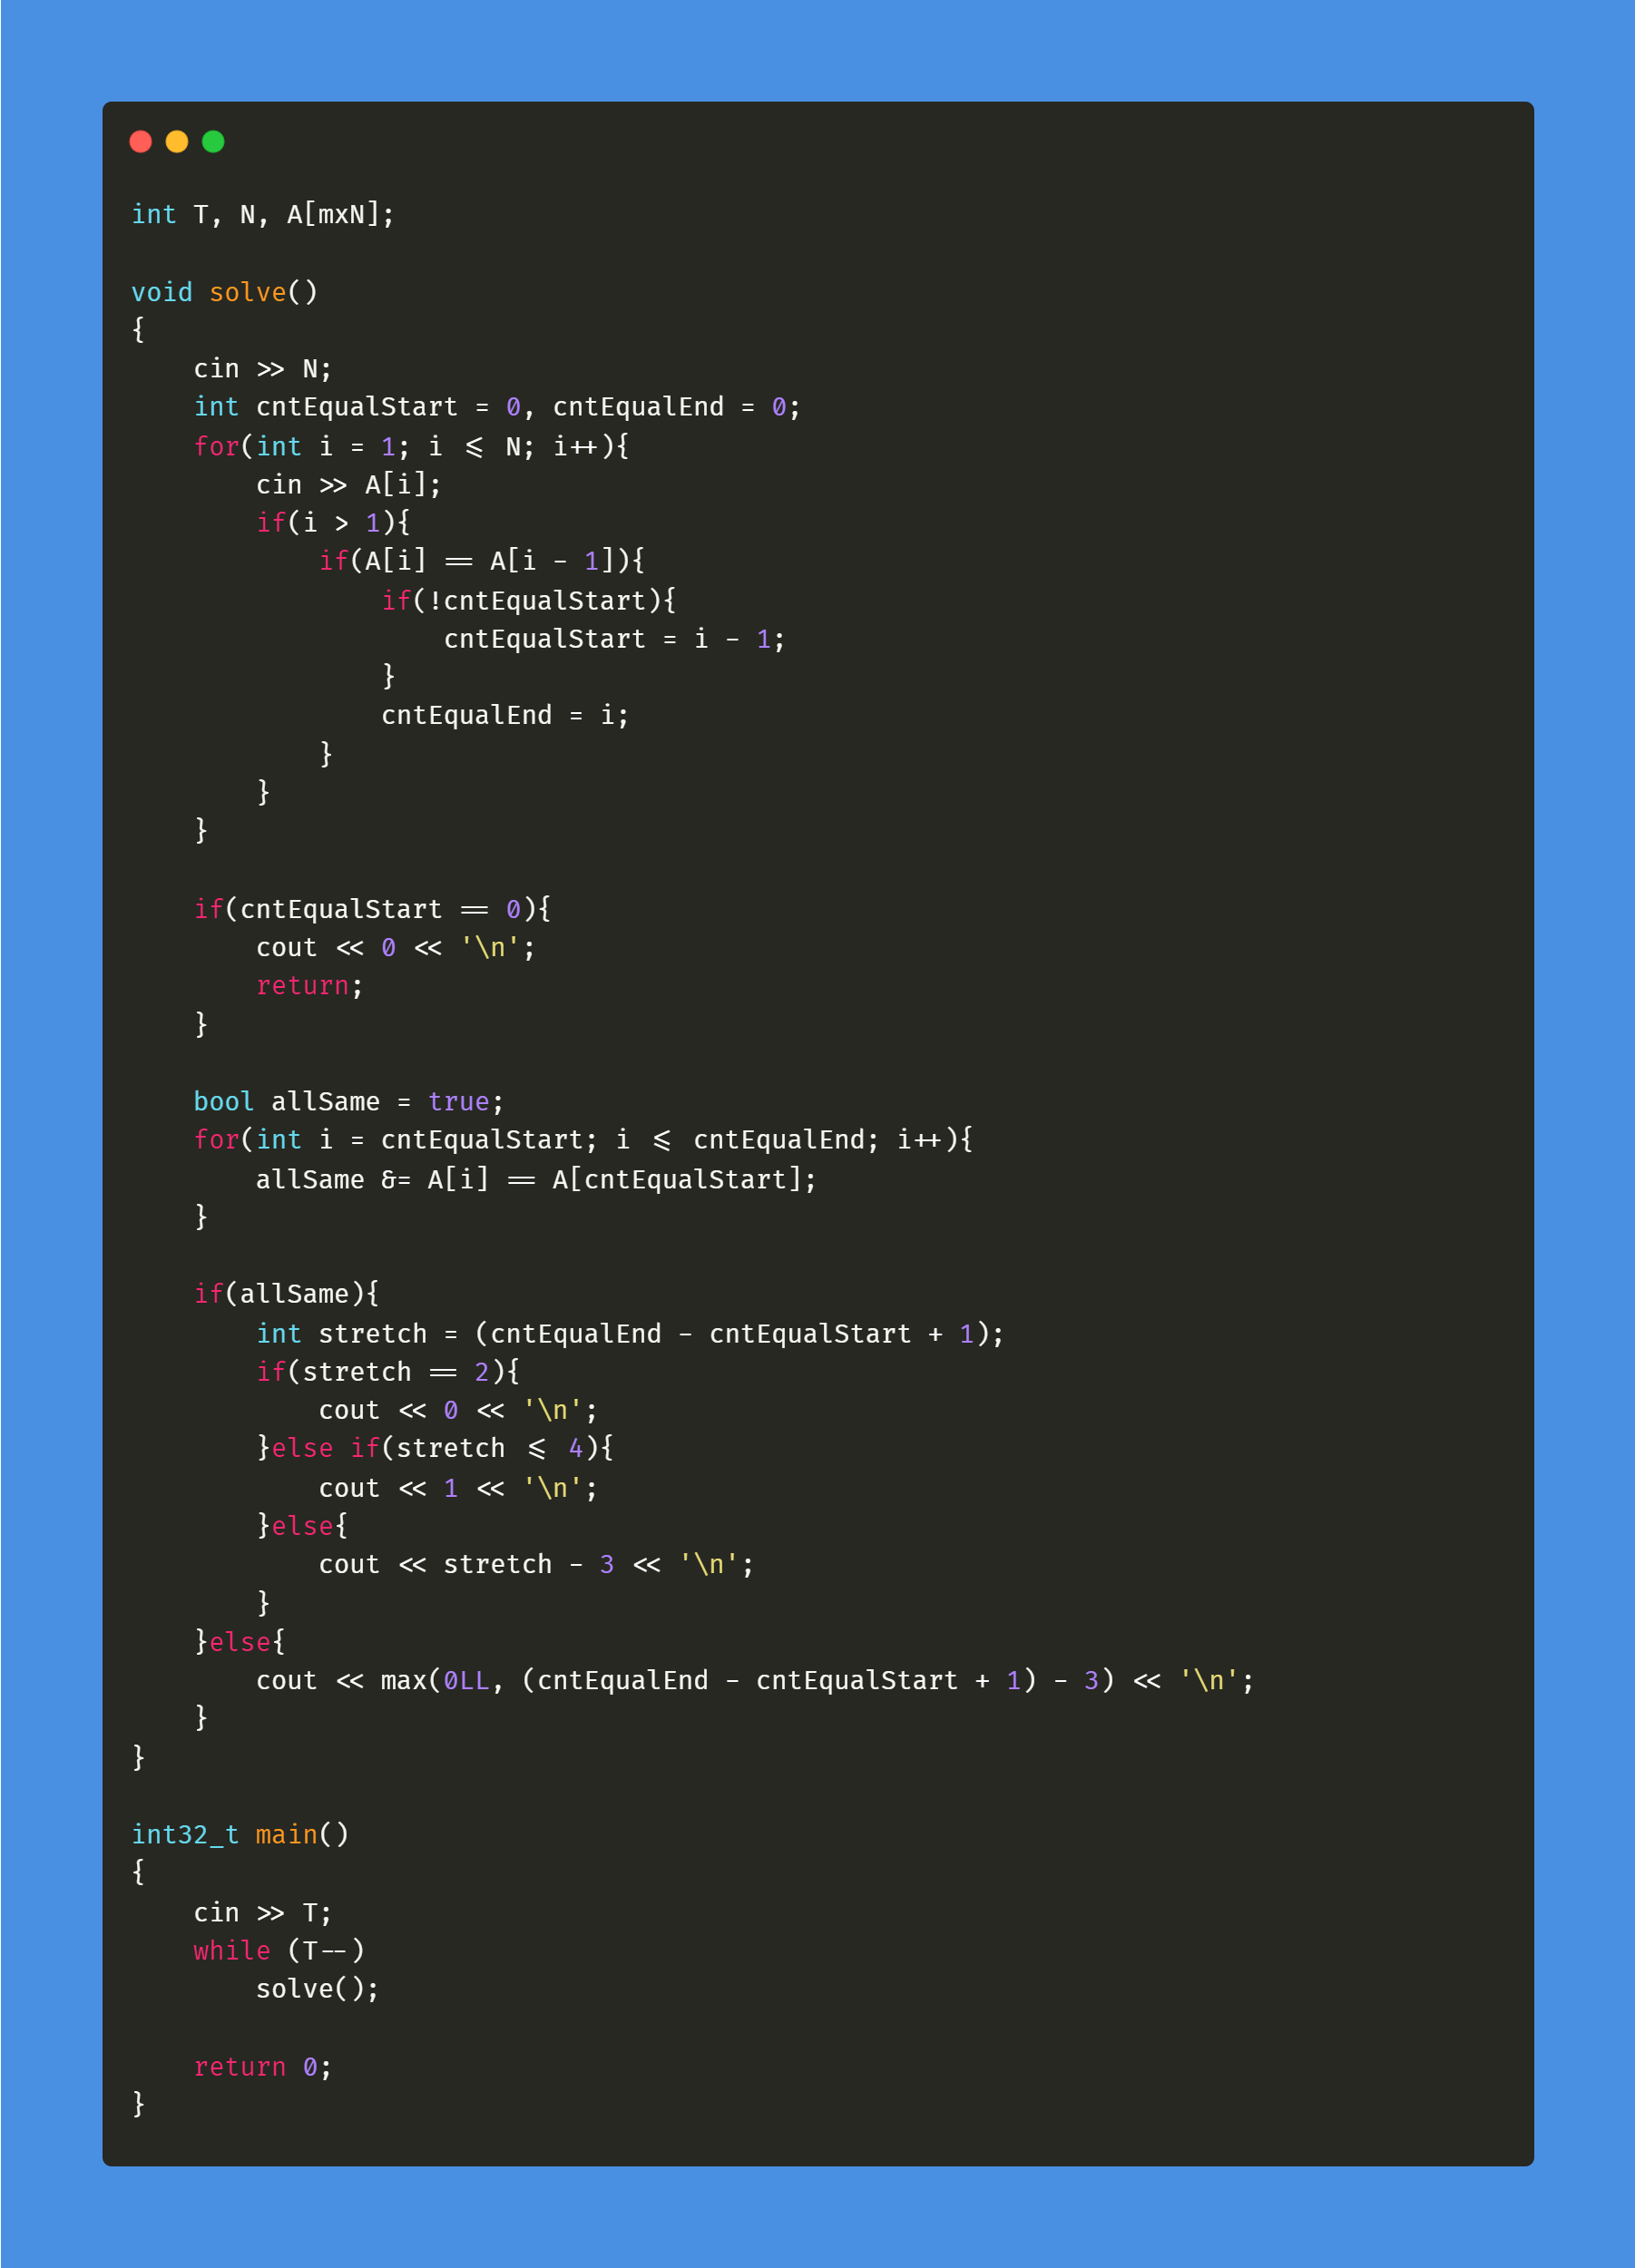 int T, N, A[mxN];

void solve()
{
    cin >> N;
    int cntEqualStart = 0, cntEqualEnd = 0;
    for(int i = 1; i <= N; i++){
        cin >> A[i];
        if(i > 1){
            if(A[i] == A[i - 1]){
                if(!cntEqualStart){
                    cntEqualStart = i - 1;
                }
                cntEqualEnd = i;
            }
        }
    }

    if(cntEqualStart == 0){
        cout << 0 << '\n';
        return;
    }

    bool allSame = true;
    for(int i = cntEqualStart; i <= cntEqualEnd; i++){
        allSame &= A[i] == A[cntEqualStart];
    }

    if(allSame){
        int stretch = (cntEqualEnd - cntEqualStart + 1);
        if(stretch == 2){
            cout << 0 << '\n';
        }else if(stretch <= 4){
            cout << 1 << '\n';
        }else{
            cout << stretch - 3 << '\n';
        }
    }else{
        cout << max(0LL, (cntEqualEnd - cntEqualStart + 1) - 3) << '\n';
    }
}

int32_t main()
{
    cin >> T;
    while (T--)
        solve();

    return 0;
}